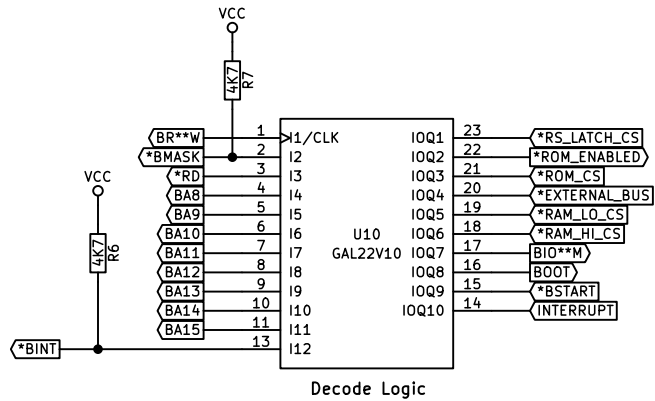 VCC
4K7
R7
BR**W 1 I1/CLK IOQ1 23 *RS_LATCH_CS
*BMASK 2 I2 IOQ2 22 *ROM_ENABLED
*RD 3 I3 IOQ3 21 *ROM_CS
VCC
BA8 4 I4 IOQ4 20 *EXTERNAL_BUS
BA9 5 I5 IOQ5 19 *RAM_LO_CS
BA10 6 I6 U10 IOQ6 18 *RAM_HI_CS
4K7
R6
BA11 7 I7 GAL22V10 IOQ7 17 BIO**M
BA12 8 I8 IOQ8 16 BOOT
BA13 9 I9 IOQ9 15 *BSTART
BA14 10 I10 IOQ10 14 INTERRUPT
BA15 11 I11
*BINT 13 I12
Decode Logic